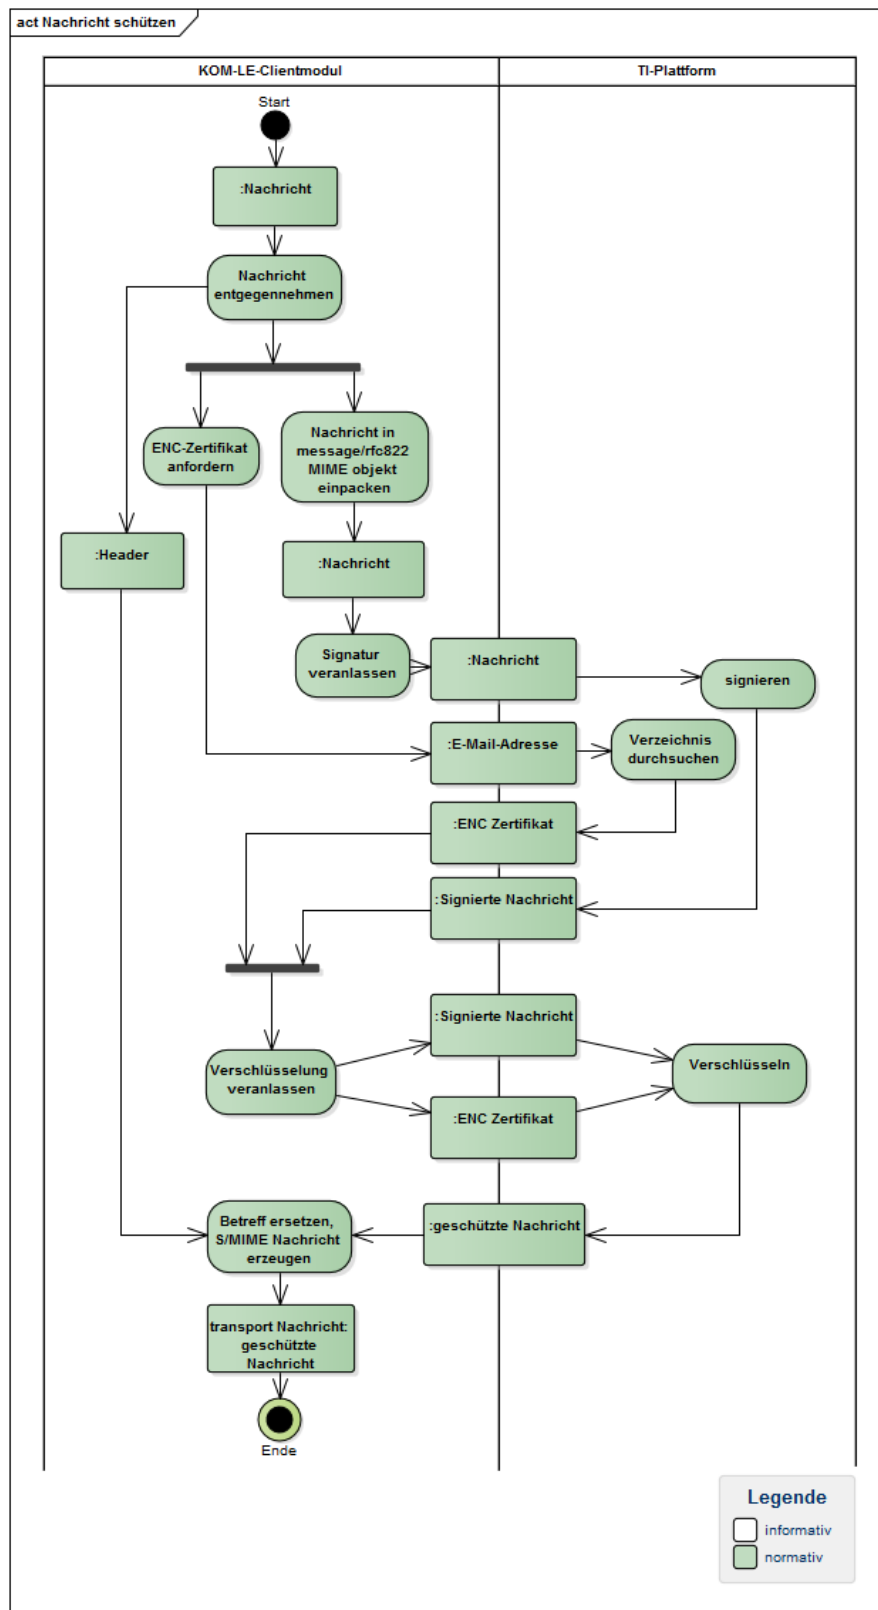 act Nachricht schützen
KOM-LE-Clientmodul
TI-Plattform
Start
:Nachricht
Nachricht
entgegennehmen
ENC-Zertifikat
anfordern
Nachricht in
message/rfc822
MIME objekt
einpacken
:Header
:Nachricht
Signatur
veranlassen
:Nachricht
signieren
:E-Mail-Adresse
Verzeichnis
durchsuchen
:ENC Zertifikat
:Signierte Nachricht
:Signierte Nachricht
Verschlüsselung
veranlassen
Verschlüsseln
:ENC Zertifikat
Betreff ersetzen,
S/MIME Nachricht
erzeugen
:geschützte Nachricht
transport Nachricht:
geschützte
Nachricht
Ende
Legende
informativ
normativ